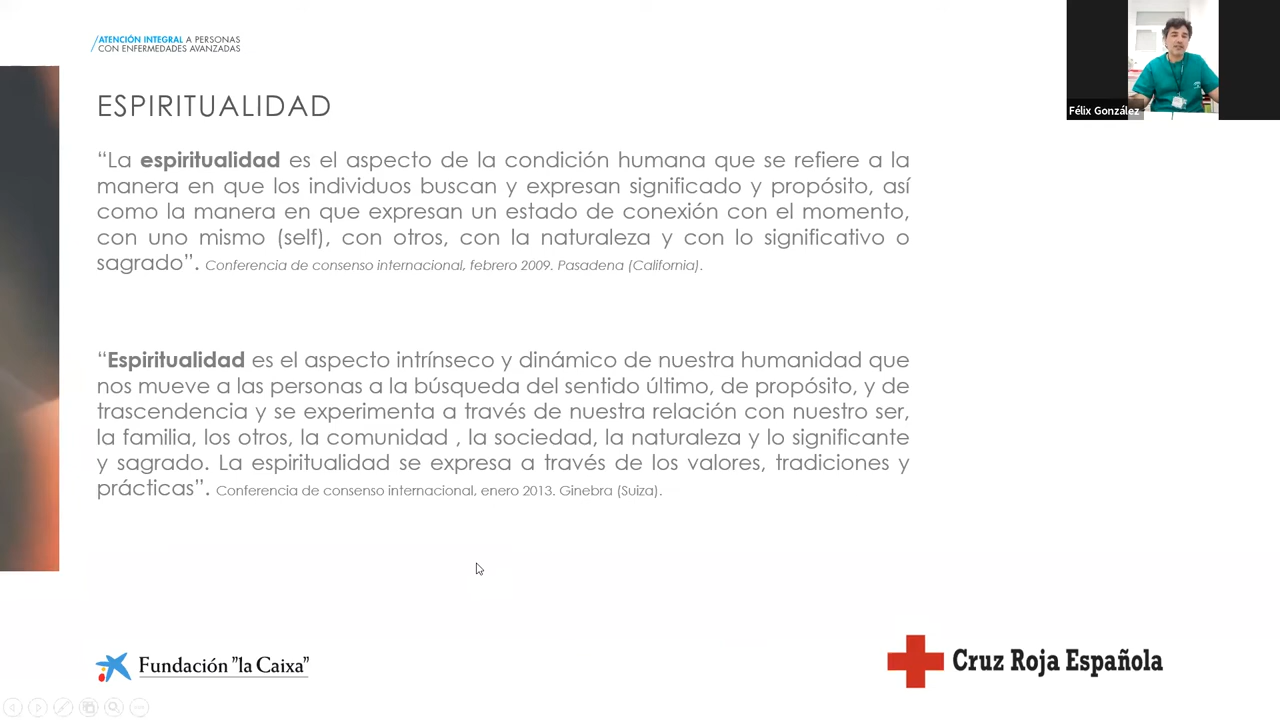 ATENCIÓN INTEGRAL A PERSONAS
CON ENFERMEDADES AVANZADAS
Félix González
ESPIRITUALIDAD
“La espiritualidad es el aspecto de la condición humana que se refiere a la
manera en que los individuos buscan y expresan significado y propósito, así
como la manera en que expresan un estado de conexión con el momento,
con uno mismo (self), con otros, con la naturaleza y con lo significativo o
sagrado”. Conferencia de consenso internacional, febrero 2009. Pasadena (California).
“Espiritualidad es el aspecto intrínseco y dinámico de nuestra humanidad que
nos mueve a las personas a la búsqueda del sentido último, de propósito, y de
trascendencia y se experimenta a través de nuestra relación con nuestro ser,
la familia, los otros, la comunidad , la sociedad, la naturaleza y lo significante
y sagrado. La espiritualidad se expresa a través de los valores, tradiciones y
prácticas”. Conferencia de consenso internacional, enero 2013. Ginebra (Suiza).
Fundación "la Caixa"
Cruz Roja Española